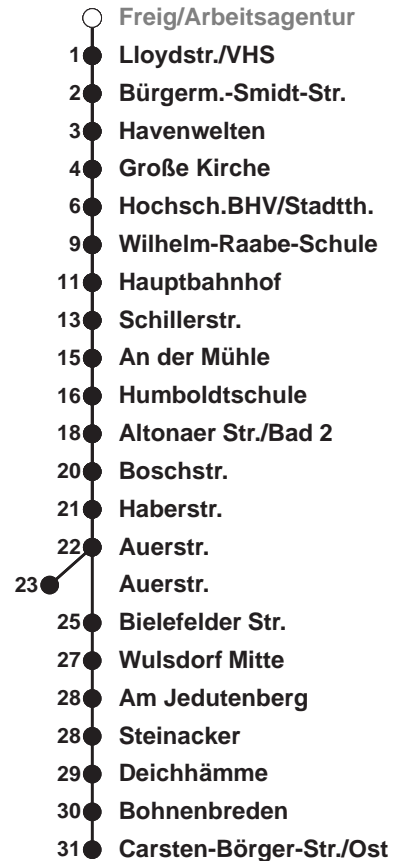 Freig/Arbeitsagentur
1 Lloydstr./VHS
2 Bürgerm.-Smidt-Str.
3 Havenwelten
4 Große Kirche
6 Hochsch.BHV/Stadtth.
9 Wilhelm-Raabe-Schule
11 Hauptbahnhof
13 Schillerstr.
15 An der Mühle
16 Humboldtschule
18 Altonaer Str./Bad 2
20 Boschstr.
21 Haberstr.
22 Auerstr.
23 Auerstr.
25 Bielefelder Str.
27 Wulsdorf Mitte
28 Am Jedutenberg
28 Steinacker
29 Deichhämme
30 Bohnenbreden
31 Carsten-Börger-Str./Ost